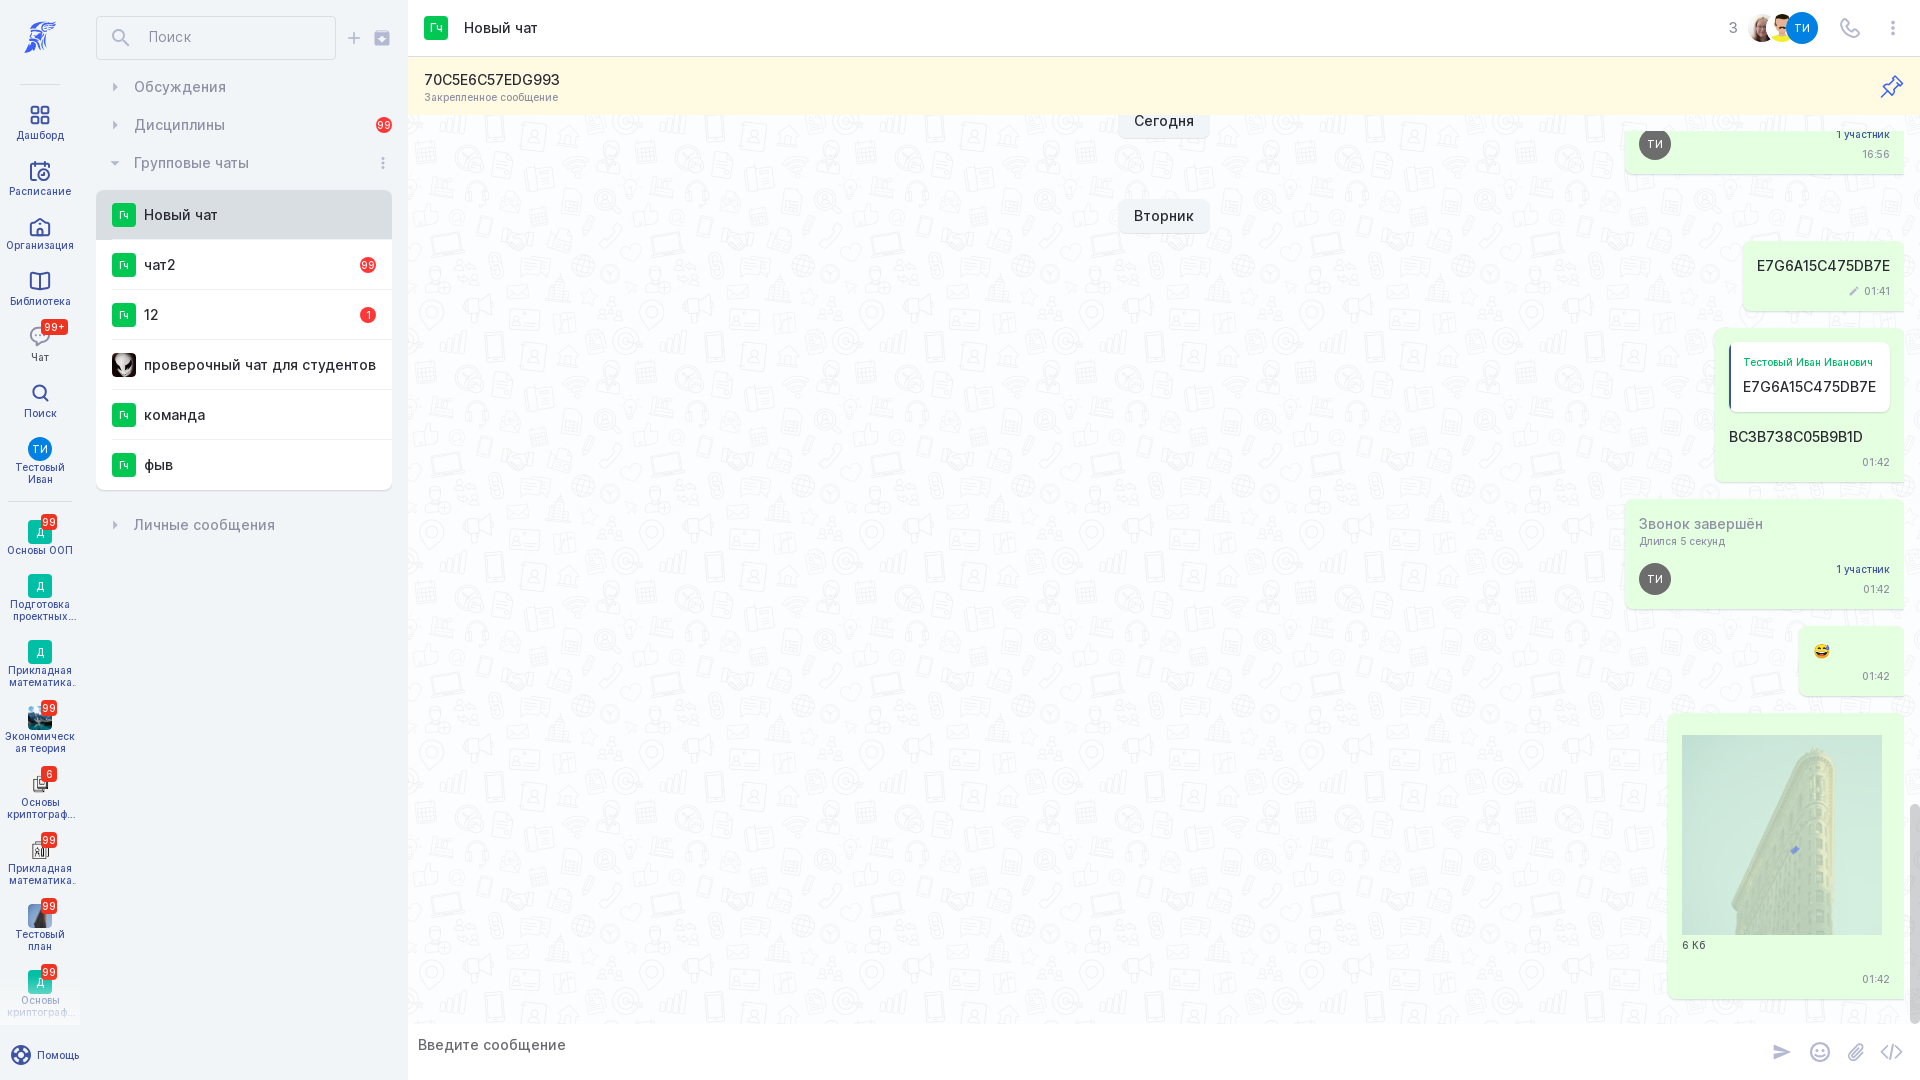 Дашборд
Расписание
Организация
Библиотека
99+
Чат
Поиск
ТИ
Тестовый
Иван
99
Д
Основы ООП
Д
Подготовка
проектных...
Д
Прикладная
математика.
99
Экономическ
ая теория
6
Основы
криптограф...
99
Прикладная
математика.
99
Тестовый
план
99
Д
Основы
криптограф...
Помощь
Поиск
Обсуждения
Дисциплины
99
Групповые чаты
Гч
Новый чат
Гч
чат2
99
Гч
12
1
проверочный чат для студентов
Гч
команда
Гч
фыв
Личные сообщения
Гч
Новый чат
3
ТИ
70C5E6C57EDG993
Закрепленное сообщение
Сегодня
1 участник
ТИ
16:56
Вторник
E7G6A15C475DB7E
01:41
Тестовый Иван Иванович
E7G6A15C475DB7E
BC3B738C05B9B1D
01:42
Звонок завершён
Длился 5 секунд
1 участник
ТИ
01:42
😅
01:42
6 Кб
01:42
Введите сообщение